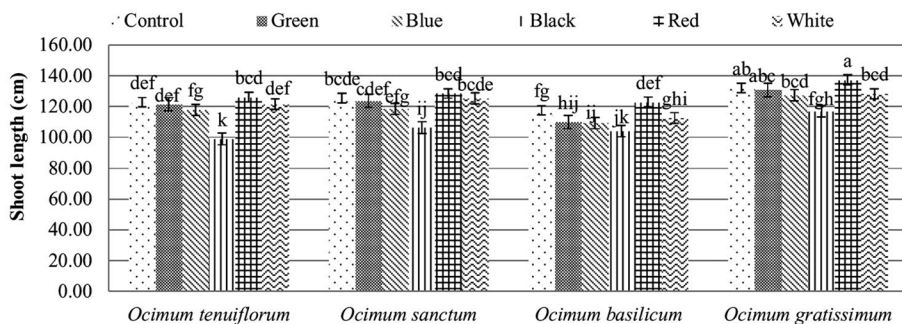 Control Green Blue Black Red White
160.00
140.00
120.00
100.00
80.00
60.00
40.00
20.00
0.00
Shoot length (cm)
def def fg k bcd def
bcde cdef efg ij bcd bcde
fg hij ij jk def ghi
ab abc bcd fgh a bcd
Ocimum tenuiflorum Ocimum sanctum Ocimum basilicum Ocimum gratissimum